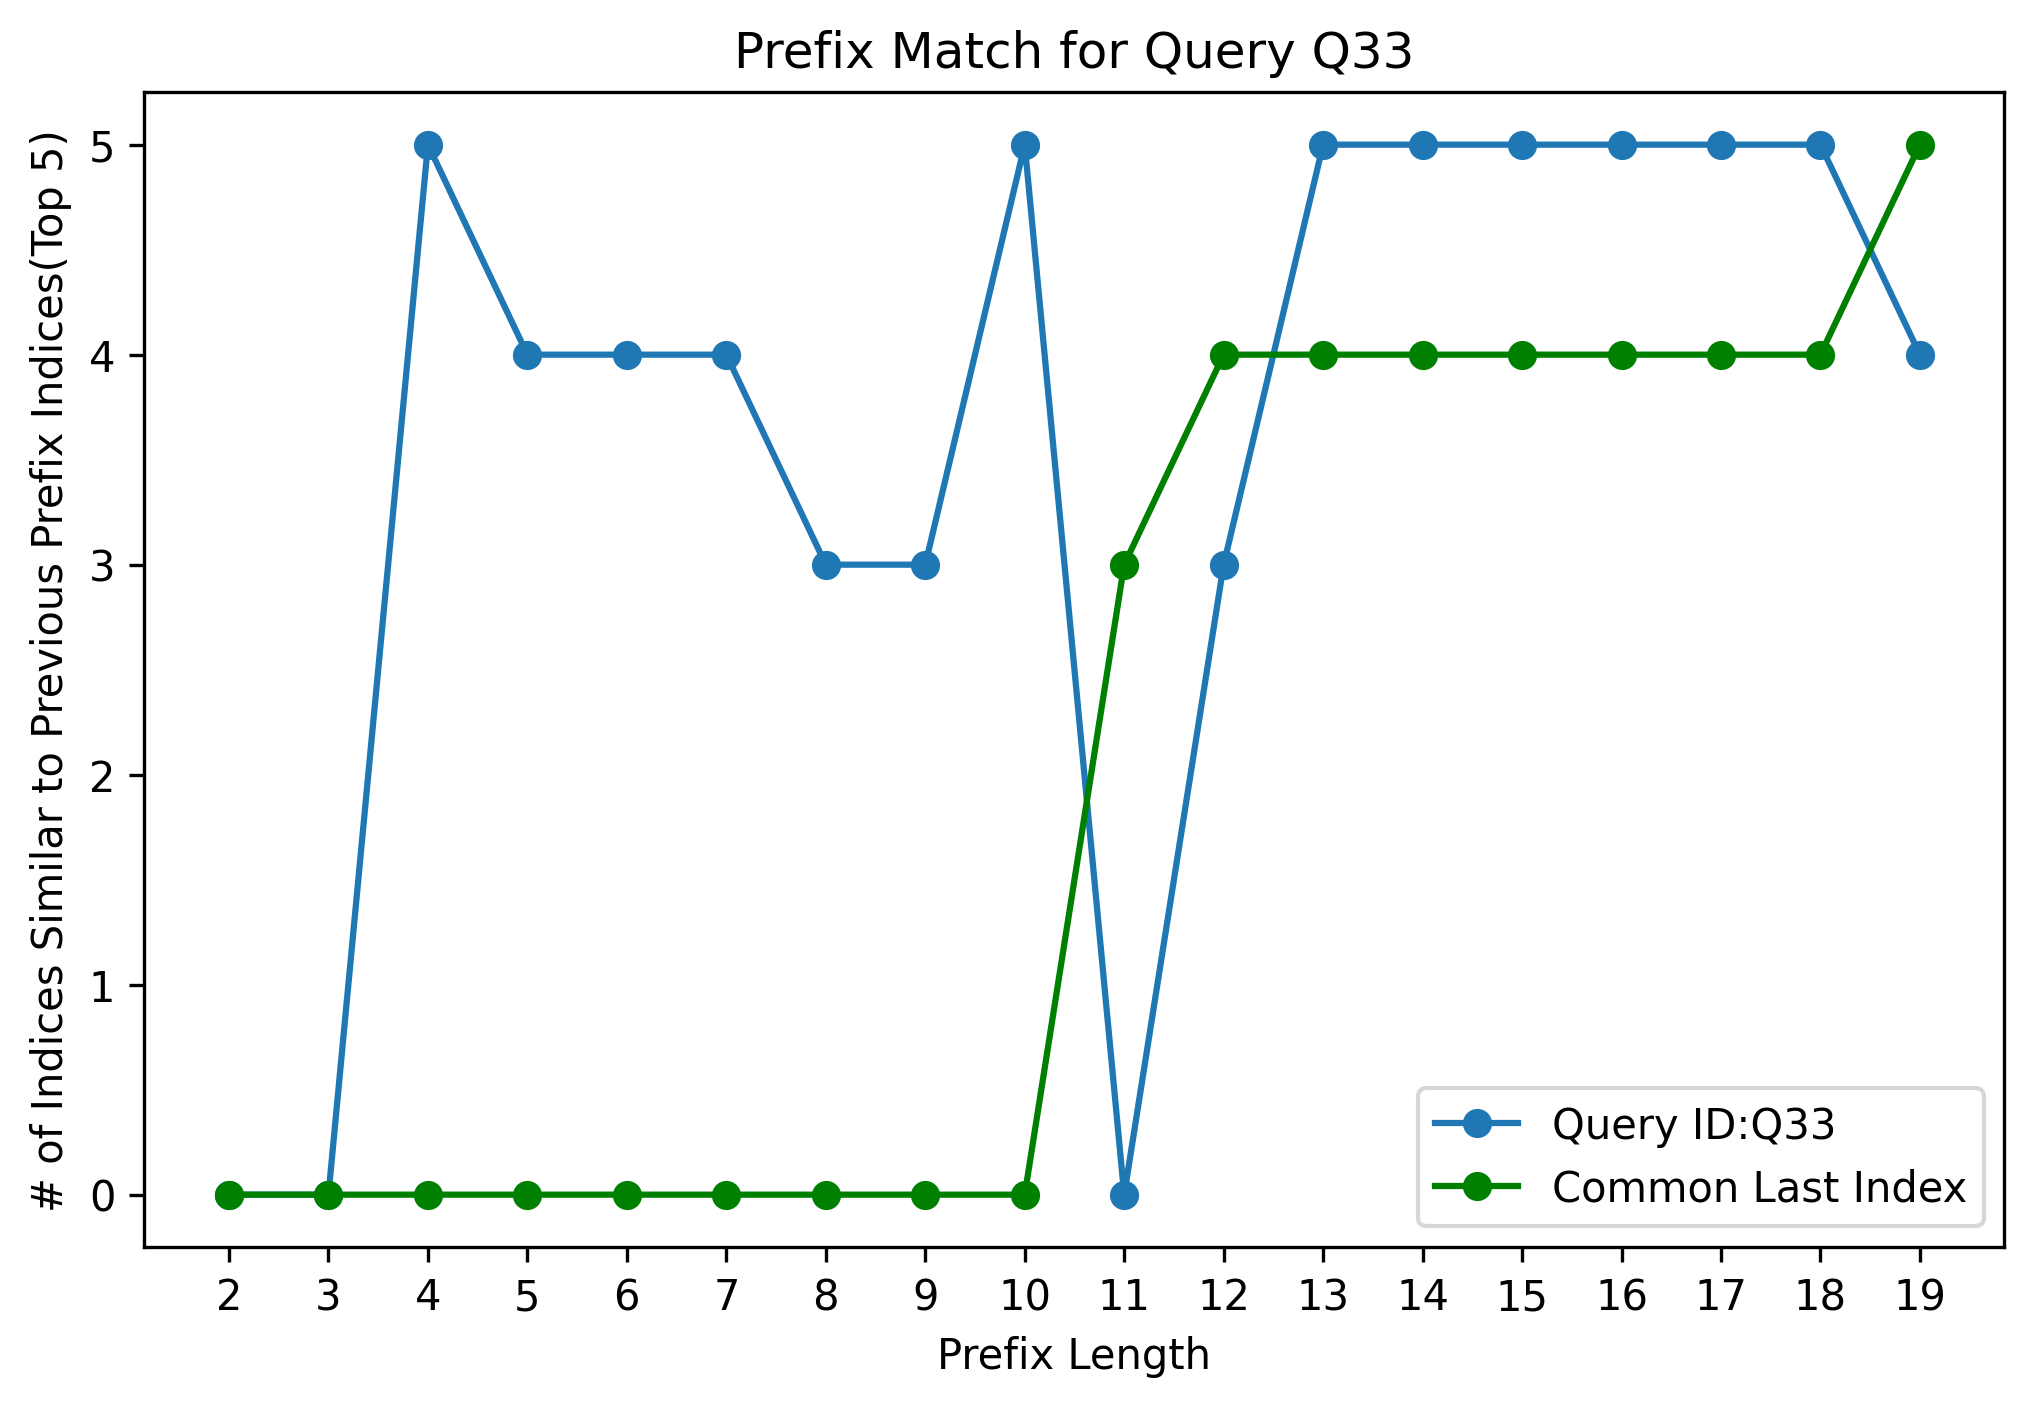 Prefix Match for Query Q33
# of Indices Similar to Previous Prefix Indices(Top 5)
5
4
3
2
1
0
Query ID:Q33
Common Last Index
2 3 4 5 6 7 8 9 10 11 12 13 14 15 16 17 18 19
Prefix Length